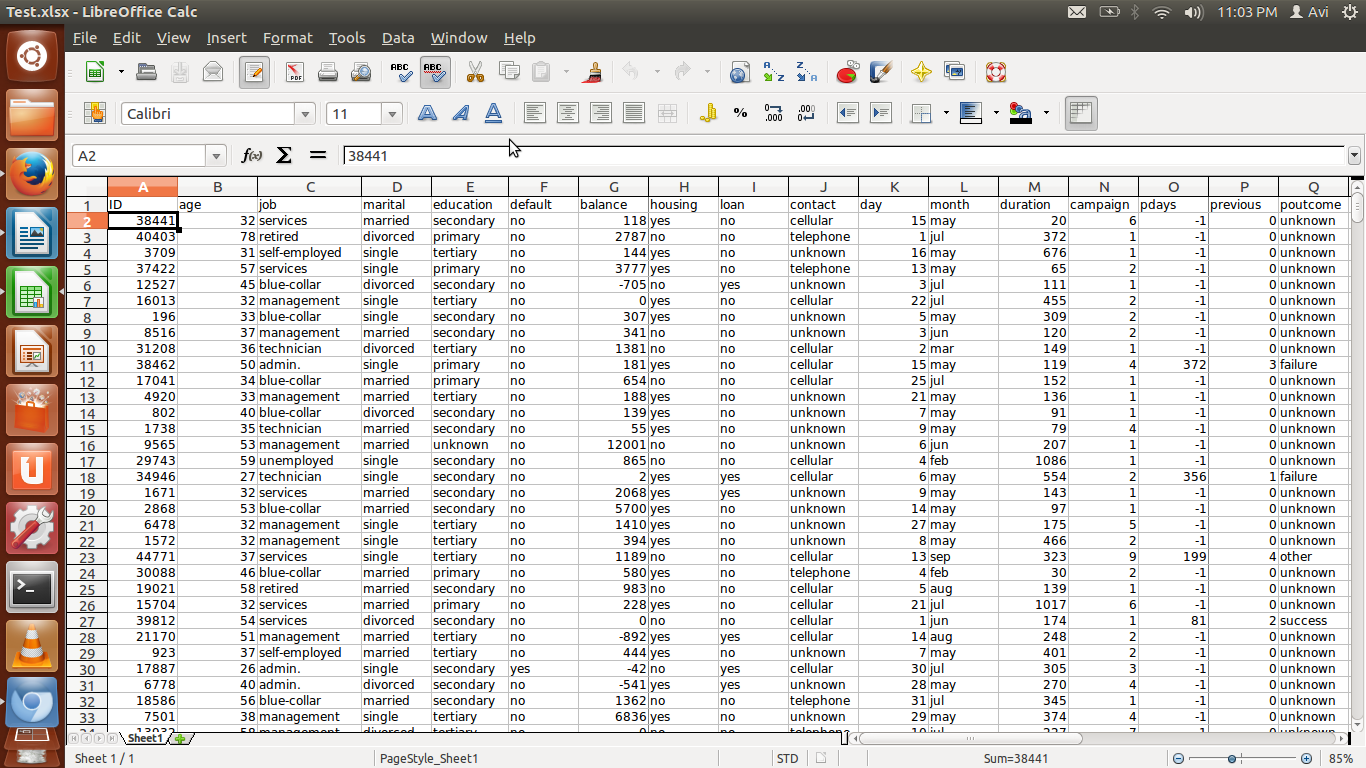 Test.xlsx - LibreOffice Calc 11:03 PM Avi
File Edit View Insert Format Tools Data Window Help
Calibri 11
A2 38441
A B C D E F G H I J K L M N O P Q
1 ID age job marital education default balance housing loan contact day month duration campaign pdays previous poutcome
2 38441 32 services married secondary no 118 yes no cellular 15 may 20 6 -1 0 unknown
3 40403 78 retired divorced primary no 2787 no no telephone 1 jul 372 1 -1 0 unknown
4 3709 31 self-employed single tertiary no 144 yes no unknown 16 may 676 1 -1 0 unknown
5 37422 57 services single primary no 3777 yes no telephone 13 may 65 2 -1 0 unknown
6 12527 45 blue-collar divorced secondary no -705 no yes unknown 3 jul 111 1 -1 0 unknown
7 16013 32 management single tertiary no 0 yes no cellular 22 jul 455 2 -1 0 unknown
8 196 33 blue-collar single secondary no 307 yes no unknown 5 may 309 2 -1 0 unknown
9 8516 37 management married secondary no 341 no no unknown 3 jun 120 2 -1 0 unknown
10 31208 36 technician divorced tertiary no 1381 no no cellular 2 mar 149 1 -1 0 unknown
11 38462 50 admin. single primary no 181 yes no cellular 15 may 119 4 372 3 failure
12 17041 34 blue-collar married primary no 654 no no cellular 25 jul 152 1 -1 0 unknown
13 4920 33 management married tertiary no 188 yes no unknown 21 may 136 1 -1 0 unknown
14 802 40 blue-collar divorced secondary no 139 yes no unknown 7 may 91 1 -1 0 unknown
15 1738 35 technician married secondary no 55 yes no unknown 9 may 79 4 -1 0 unknown
16 9565 53 management married unknown no 12001 no no unknown 6 jun 207 1 -1 0 unknown
17 29743 59 unemployed single secondary no 865 no no cellular 4 feb 1086 1 -1 0 unknown
18 34946 27 technician single secondary no 2 yes yes cellular 6 may 554 2 356 1 failure
19 1671 32 services married secondary no 2068 yes yes unknown 9 may 143 1 -1 0 unknown
20 2868 53 blue-collar married secondary no 5700 yes no unknown 14 may 97 1 -1 0 unknown
21 6478 32 management single tertiary no 1410 yes no unknown 27 may 175 5 -1 0 unknown
22 1572 32 management single tertiary no 394 yes no unknown 8 may 466 2 -1 0 unknown
23 44771 37 services single tertiary no 1189 no no cellular 13 sep 323 9 199 4 other
24 30088 46 blue-collar married primary no 580 yes no telephone 4 feb 30 2 -1 0 unknown
25 19021 58 retired married secondary no 983 no no cellular 5 aug 139 1 -1 0 unknown
26 15704 32 services married primary no 228 yes no cellular 21 jul 1017 6 -1 0 unknown
27 39812 54 services divorced secondary no 0 no no cellular 1 jun 174 1 81 2 success
28 21170 51 management married tertiary no -892 yes yes cellular 14 aug 248 2 -1 0 unknown
29 923 37 self-employed married tertiary no 444 yes no unknown 7 may 401 2 -1 0 unknown
30 17887 26 admin. single secondary yes -42 no yes cellular 30 jul 305 3 -1 0 unknown
31 6778 40 admin. divorced secondary no -541 yes yes unknown 28 may 270 4 -1 0 unknown
32 18586 56 blue-collar married secondary no 1362 no no telephone 31 jul 345 1 -1 0 unknown
33 7501 38 management single tertiary no 6836 yes no unknown 29 may 374 4 -1 0 unknown
Sheet1
Sheet 1 / 1 PageStyle_Sheet1 STD Sum=38441 85%